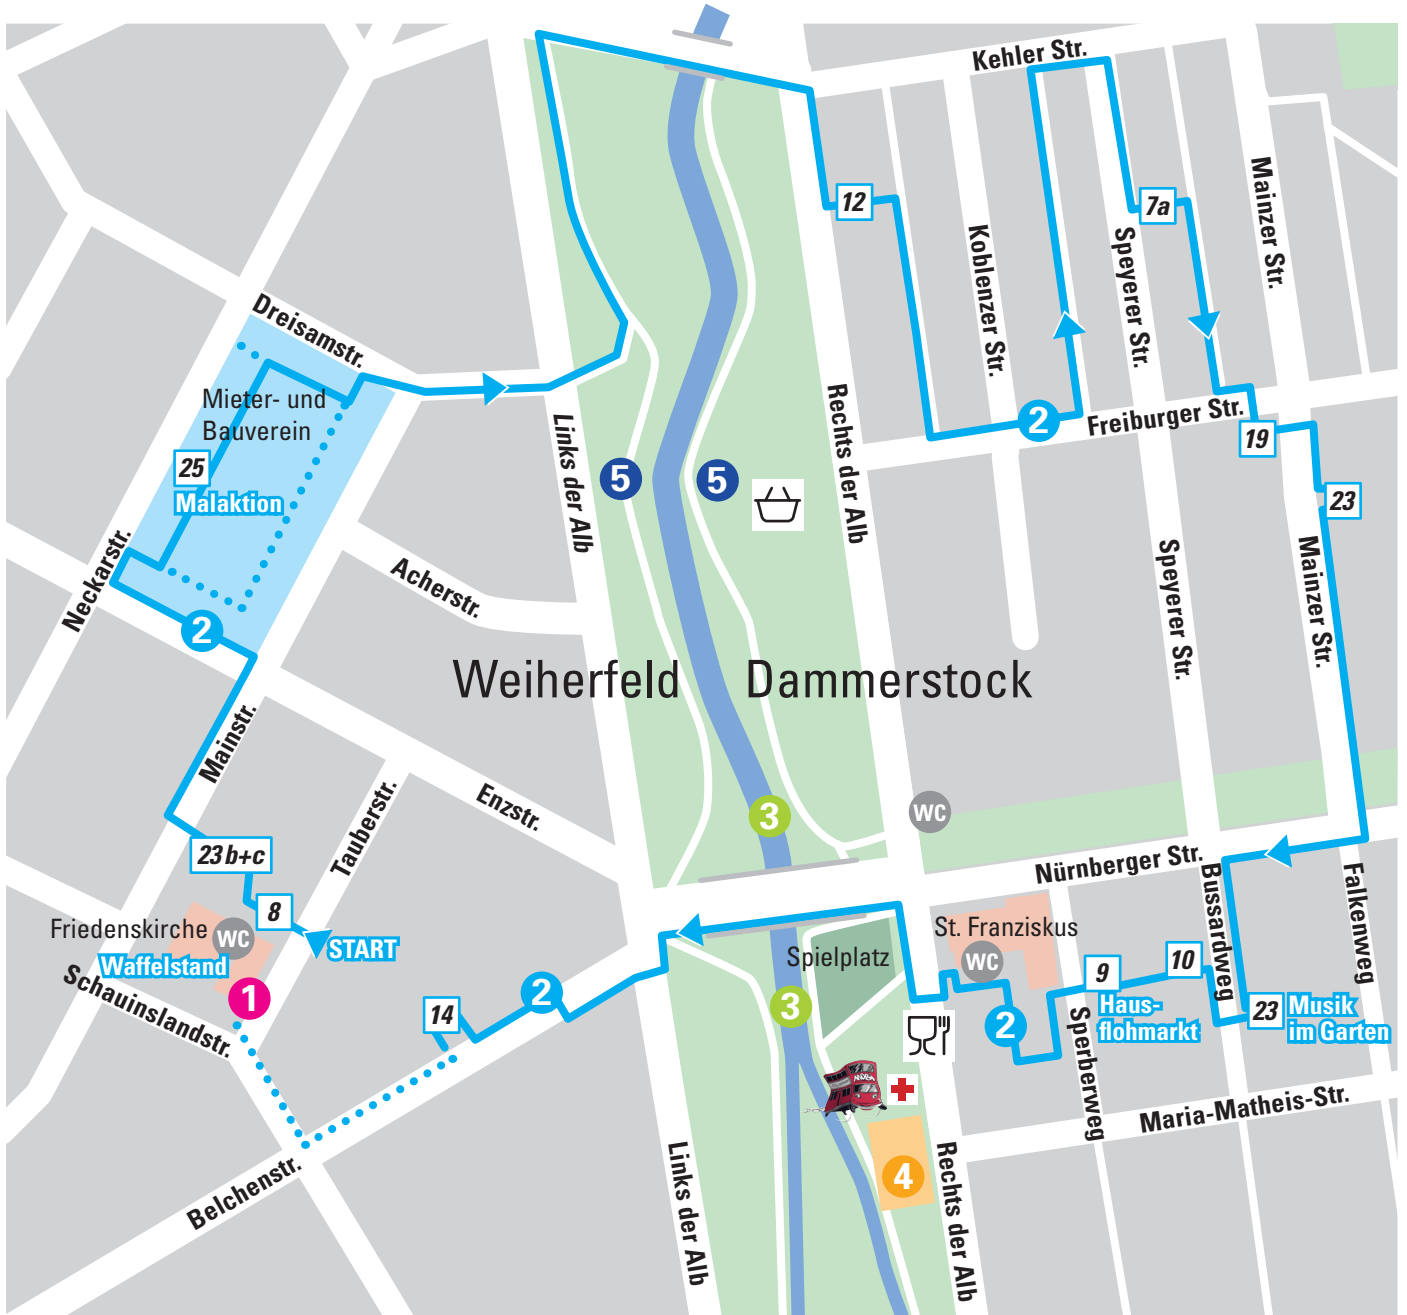 Kehler Str.
12
7a
Mainzer Str.
Koblenzer Str.
Speyerer Str.
Dreisamstr.
Mieter- und
Bauverein
25
Malaktion
Links der Alb
Rechts der Alb
2
Freiburger Str.
19
23
5
5
Neckarstr.
Acherstr.
2
Speyerer Str.
Mainzer Str.
Weiherfeld
Dammerstock
Mainstr.
Enzstr.
Tauberstr.
3
WC
23 b+c
Nürnberger Str.
Bussardweg
Falkenweg
8
Friedenskirche
WC
START
Waffelstand
Schauinslandstr.
1
Spielplatz
St. Franziskus
WC
9
10
Haus-
flohmarkt
23
Musik
im Garten
2
14
3
2
Sperberweg
Maria-Matheis-Str.
4
Belchenstr.
Links der Alb
Rechts der Alb